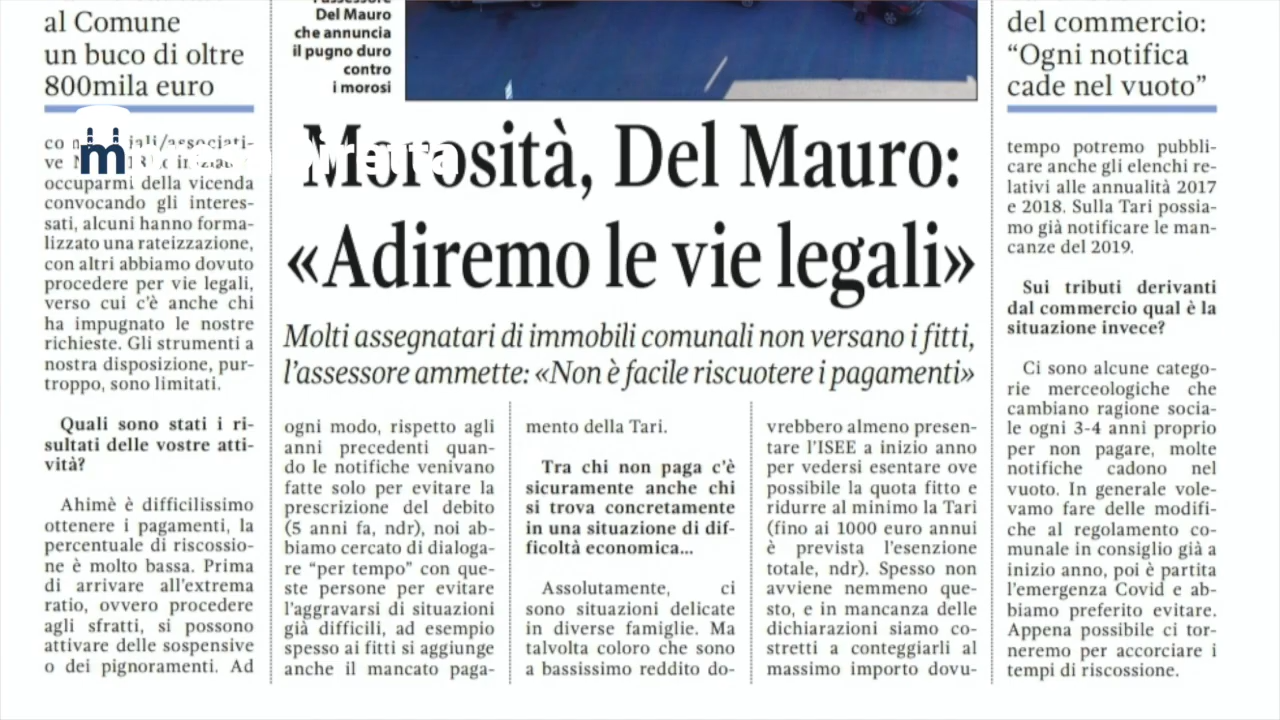 al Comune
un buco di oltre
800mila euro
Del Mauro
che annuncia
il pugno duro
contro
i morosi
del commercio:
“Ogni notifica
cade nel vuoto”
Morosità, Del Mauro:
«Adiremo le vie legali»
Molti assegnatari di immobili comunali non versano i fitti,
l’assessore ammette: «Non è facile riscuotere i pagamenti»
occuparmi della vicenda
convocando gli interes-
sati, alcuni hanno forma-
lizzato una rateizzazione,
con altri abbiamo dovuto
procedere per vie legali,
verso cui c'è anche chi
ha impugnato le nostre
richieste. Gli strumenti a
nostra disposizione, pur-
troppo, sono limitati.
Quali sono stati i ri-
sultati delle vostre atti-
vità?
Ahimè è difficilissimo
ottenere i pagamenti, la
percentuale di riscossio-
ne è molto bassa. Prima
di arrivare all'extrema
ratio, ovvero procedere
agli sfratti, si possono
attivare delle sospensive
o dei pignoramenti. Ad
ogni modo, rispetto agli
anni precedenti quan-
do le notifiche venivano
fatte solo per evitare la
prescrizione del debito
(5 anni fa, ndr), noi ab-
biamo cercato di dialoga-
re “per tempo” con que-
ste persone per evitare
l'aggravarsi di situazioni
già difficili, ad esempio
spesso ai fitti si aggiunge
anche il mancato paga-
mento della Tari.
Tra chi non paga c'è
sicuramente anche chi
si trova concretamente
in una situazione di dif-
ficoltà economica...
Assolutamente, ci
sono situazioni delicate
in diverse famiglie. Ma
talvolta coloro che sono
a bassissimo reddito do-
vrebbero almeno presen-
tare l'ISEE a inizio anno
per vedersi esentare ove
possibile la quota fitto e
ridurre al minimo la Tari
(fino ai 1000 euro annui
è prevista l'esenzione
totale, ndr). Spesso non
avviene nemmeno que-
sto, e in mancanza delle
dichiarazioni siamo co-
stretti a conteggiarli al
massimo importo dovu-
tempo potremo pubbli-
care anche gli elenchi re-
lativi alle annualità 2017
e 2018. Sulla Tari possia-
mo già notificare le man-
canze del 2019.
Sui tributi derivanti
dal commercio qual è la
situazione invece?
Ci sono alcune catego-
rie merceologiche che
cambiano ragione socia-
le ogni 3-4 anni proprio
per non pagare, molte
notifiche cadono nel
vuoto. In generale vole-
vamo fare delle modifi-
che al regolamento co-
munale in consiglio già a
inizio anno, poi è partita
l'emergenza Covid e ab-
biamo preferito evitare.
Appena possibile ci tor-
neremo per accorciare i
tempi di riscossione.